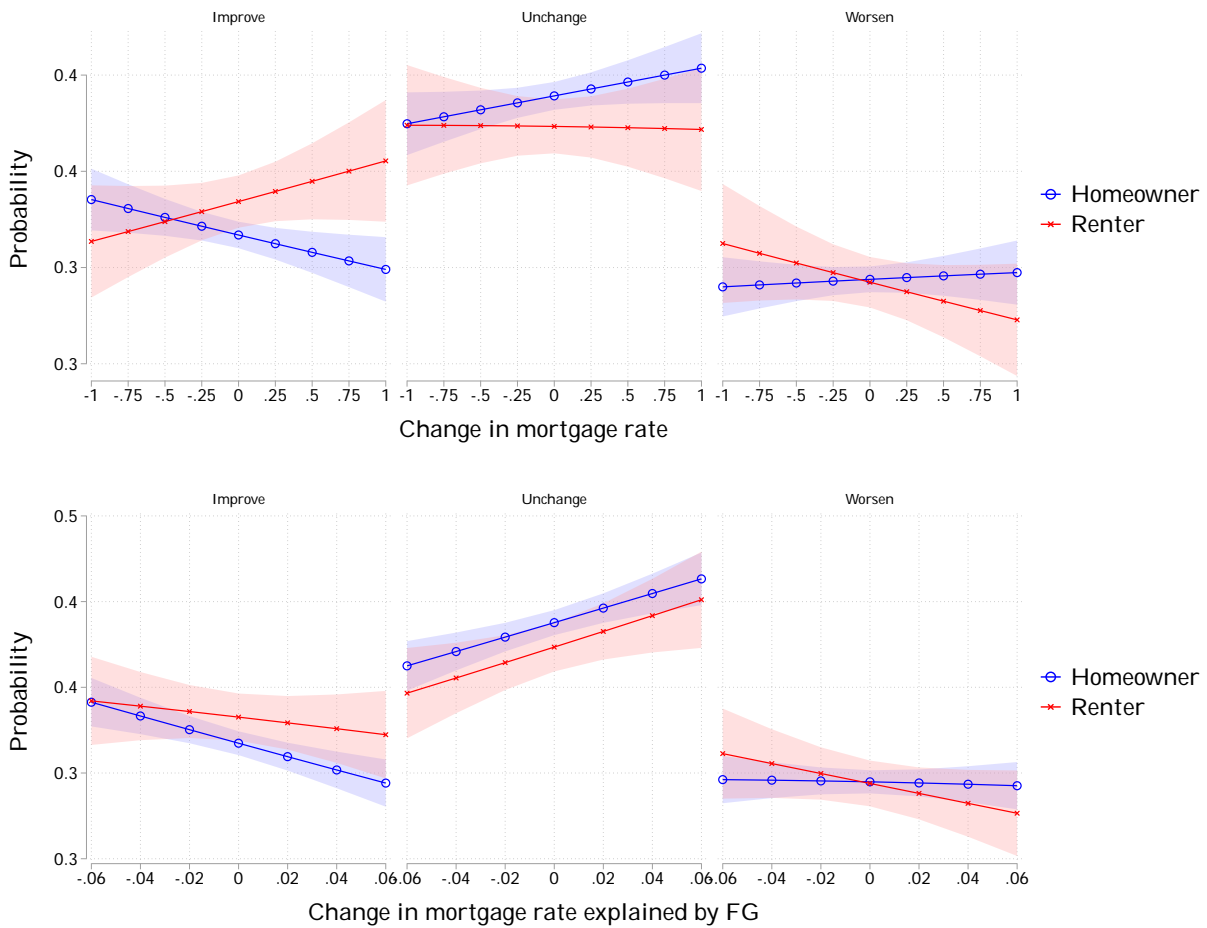 Improve Unchange Worsen
0.4
0.4
0.3
0.3
Probability
-1 -.75 -.5 -.25 0 .25 .5 .75 1 -1 -.75 -.5 -.25 0 .25 .5 .75 1 -1 -.75 -.5 -.25 0 .25 .5 .75 1
Change in mortgage rate
Homeowner
Renter
Improve Unchange Worsen
0.5
0.4
0.4
0.3
0.3
Probability
-.06 -.04 -.02 0 .02 .04 .06 -.06 -.04 -.02 0 .02 .04 .06 -.06 -.04 -.02 0 .02 .04 .06
Change in mortgage rate explained by FG
Homeowner
Renter